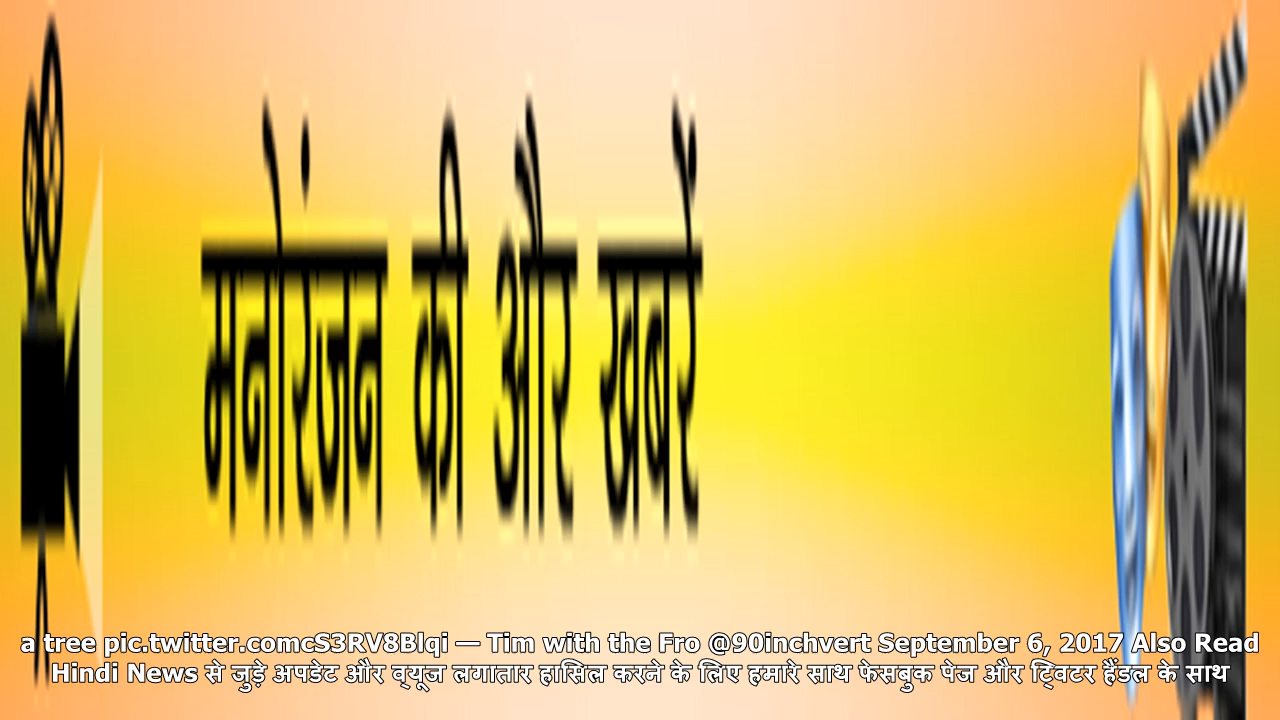 मनोरंजन की और खबरें
a tree pic.twitter.comcS3RV8Blqi — Tim with the Fro @90inchvert September 6, 2017 Also Read
Hindi News से जुड़े अपडेट और व्यूज लगातार हासिल करने के लिए हमारे साथ फेसबुक पेज और ट्विटर हैंडल के साथ